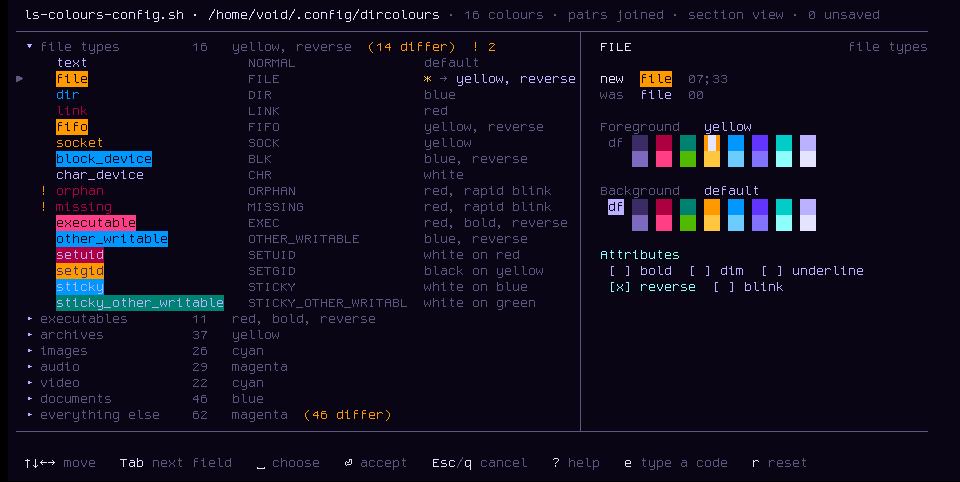 ls-colours-config.sh · /home/void/.config/dircolours · 16 colours · pairs joined · section view · 0 unsaved
▾ file types 16 yellow, reverse (14 differ) ! 2
text NORMAL default
▶ file FILE * → yellow, reverse
dir DIR blue
link LINK red
fifo FIFO yellow, reverse
socket SOCK yellow
block_device BLK blue, reverse
char_device CHR white
! orphan ORPHAN red, rapid blink
! missing MISSING red, rapid blink
executable EXEC red, bold, reverse
other_writable OTHER_WRITABLE blue, reverse
setuid SETUID white on red
setgid SETGID black on yellow
sticky STICKY white on blue
sticky_other_writable STICKY_OTHER_WRITABL white on green
▸ executables 11 red, bold, reverse
▸ archives 37 yellow
▸ images 26 cyan
▸ audio 29 magenta
▸ video 22 cyan
▸ documents 46 blue
▸ everything else 62 magenta (46 differ)
FILE file types
new file 07;33
was file 00
Foreground yellow
df
Background default
df
Attributes
[ ] bold [ ] dim [ ] underline
[x] reverse [ ] blink
↑↓←→ move Tab next field ␣ choose ⏎ accept Esc/q cancel ? help e type a code r reset